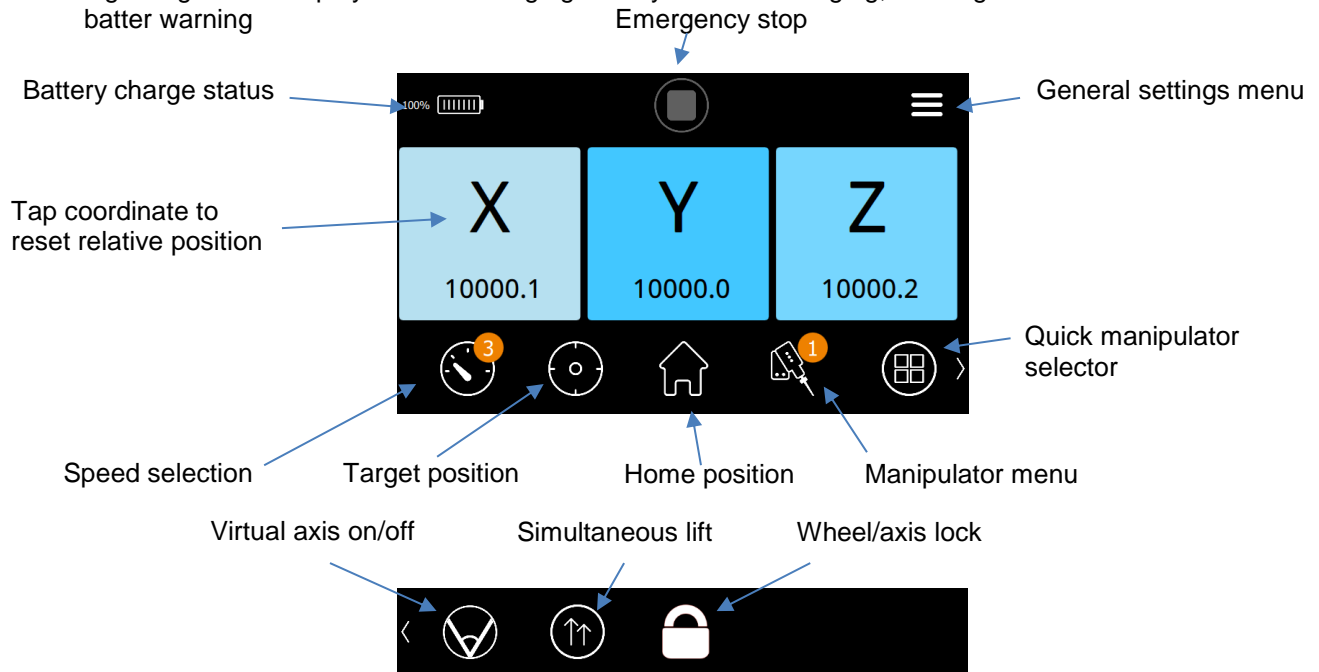 batter warning
Emergency stop
Battery charge status
General settings menu
100%
X
Y
Z
Tap coordinate to
reset relative position
10000.1
10000.0
10000.2
3
1
Quick manipulator
selector
Speed selection
Target position
Home position
Manipulator menu
Virtual axis on/off
Simultaneous lift
Wheel/axis lock